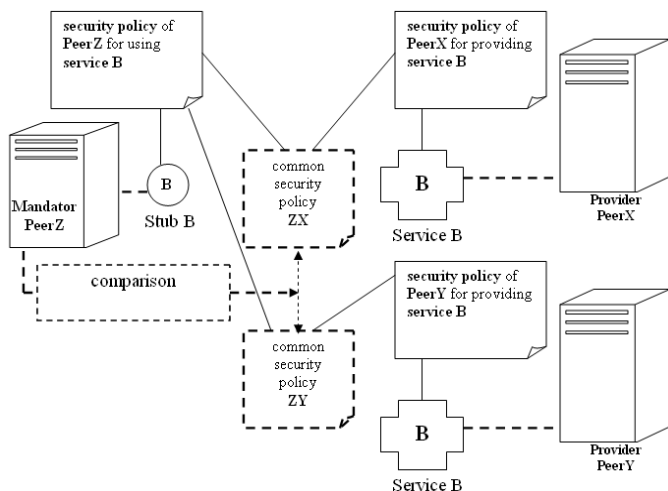 security policy of
PeerZ for using
service B
security policy of
PeerX for providing
service B
B
Mandator
PeerZ
Stub B
common
security
policy
ZX
B
Service B
Provider
PeerX
comparison
security policy of
PeerY for providing
service B
common
security
policy
ZY
B
Service B
Provider
PeerY